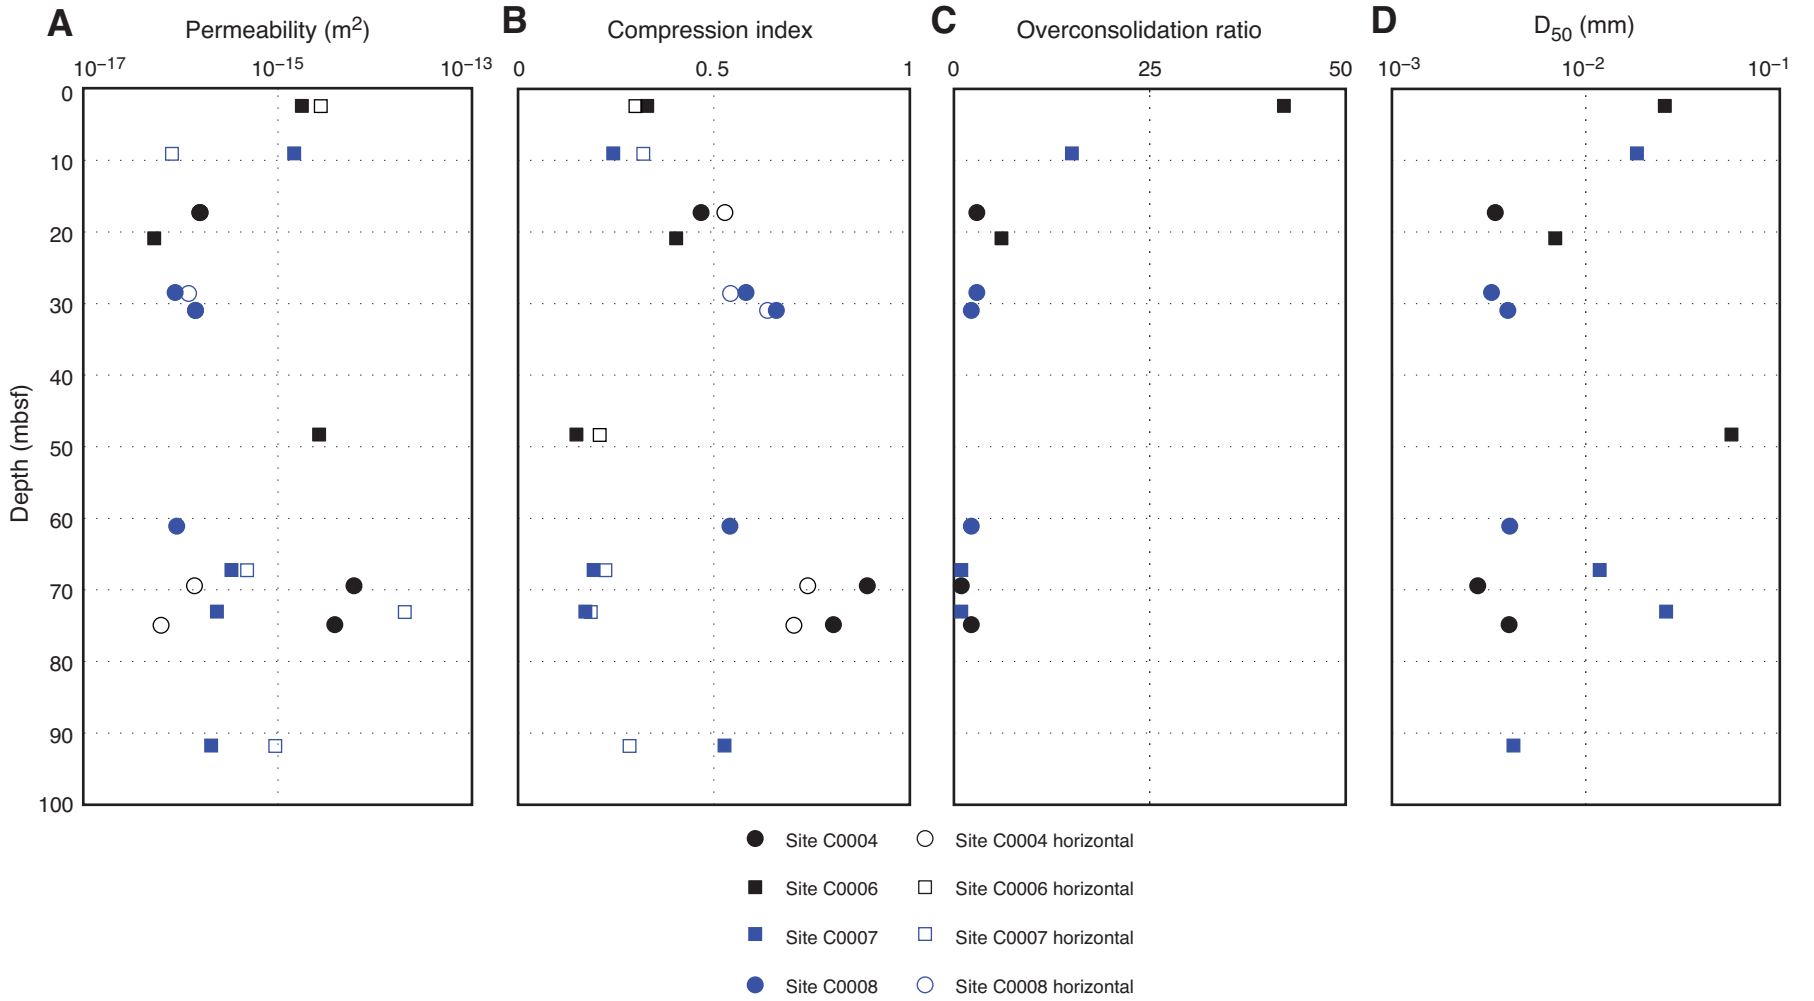 A Permeability (m²) B Compression index C Overconsolidation ratio D D₅₀ (mm)
10⁻¹⁷ 10⁻¹⁵ 10⁻¹³ 0 0.5 1 0 25 50 10⁻³ 10⁻² 10⁻¹
0
10
20
30
40
50
60
70
80
90
100
Depth (mbsf)
Site C0004 Site C0004 horizontal
Site C0006 Site C0006 horizontal
Site C0007 Site C0007 horizontal
Site C0008 Site C0008 horizontal